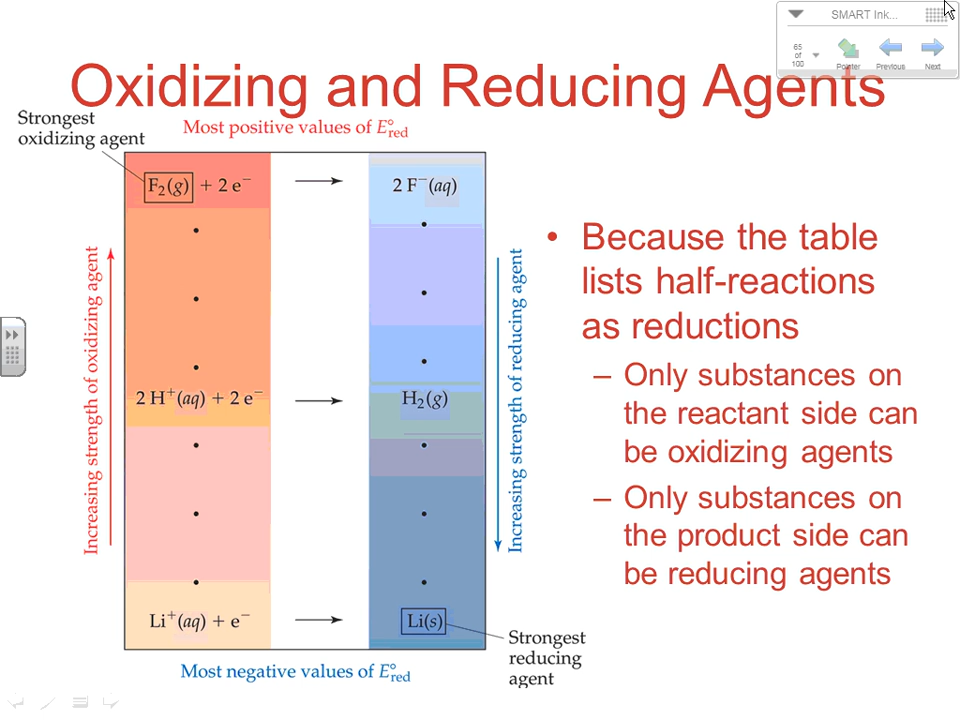 SMART Ink...
65
of
100
Pointer
Previous
Next
Oxidizing and Reducing Agents
Strongest
oxidizing agent
Most positive values of E°red
F₂(g) + 2 e⁻
2 F⁻(aq)
Increasing strength of oxidizing agent
Increasing strength of reducing agent
2 H⁺(aq) + 2 e⁻
H₂(g)
Li⁺(aq) + e⁻
Li(s)
Strongest
reducing
agent
Most negative values of E°red
• Because the table
lists half-reactions
as reductions
– Only substances on
the reactant side can
be oxidizing agents
– Only substances on
the product side can
be reducing agents